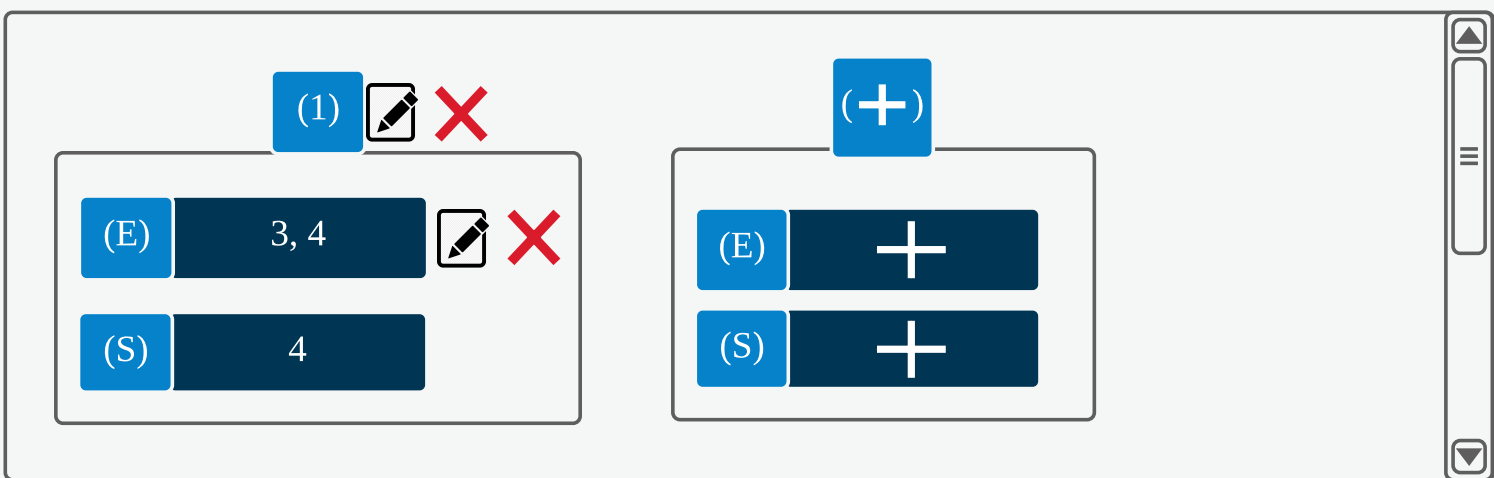 (1)
(+)
(E) 3, 4
(S) 4
(E) +
(S) +